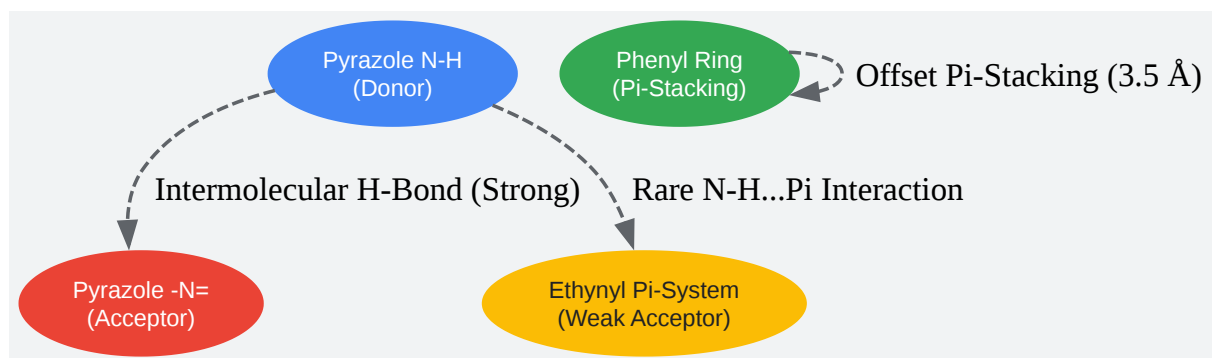 Pyrazole N-H
(Donor)
Phenyl Ring
(Pi-Stacking)
Offset Pi-Stacking (3.5 Å)
Intermolecular H-Bond (Strong)
Rare N-H...Pi Interaction
Pyrazole -N=
(Acceptor)
Ethynyl Pi-System
(Weak Acceptor)